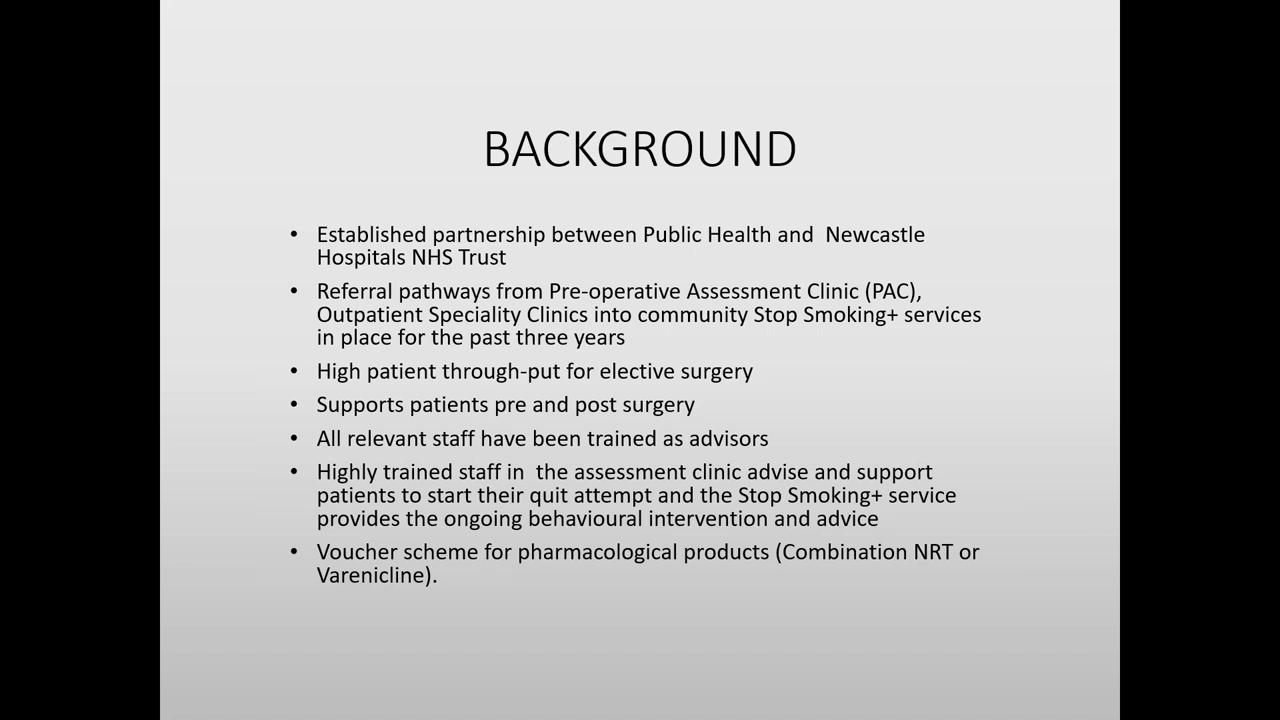 BACKGROUND
• Established partnership between Public Health and  Newcastle
Hospitals NHS Trust
• Referral pathways from Pre-operative Assessment Clinic (PAC),
Outpatient Speciality Clinics into community Stop Smoking+ services
in place for the past three years
• High patient through-put for elective surgery
• Supports patients pre and post surgery
• All relevant staff have been trained as advisors
• Highly trained staff in  the assessment clinic advise and support
patients to start their quit attempt and the Stop Smoking+ service
provides the ongoing behavioural intervention and advice
• Voucher scheme for pharmacological products (Combination NRT or
Varenicline).